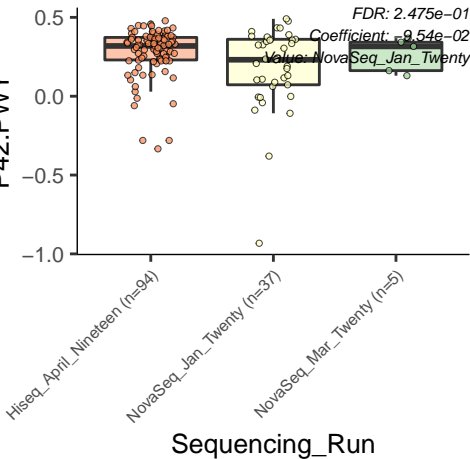 FDR: 2.475e−01
Coefficient: −9.54e−02
Value: NovaSeq_Jan_Twenty
0.5
0.0
−0.5
−1.0
Hiseq_April_Nineteen (n=94)
NovaSeq_Jan_Twenty (n=37)
NovaSeq_Mar_Twenty (n=5)
Sequencing_Run